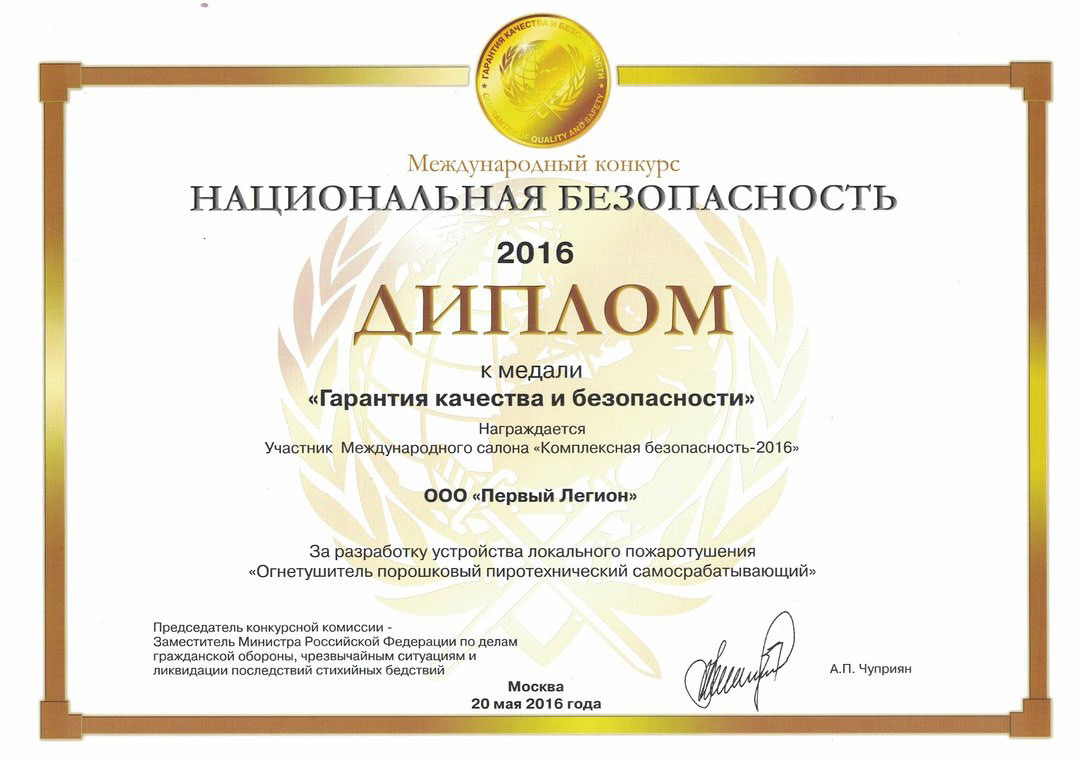 ГАРАНТИЯ КАЧЕСТВА И БЕЗОПАСНОСТИ
GUARANTEE OF QUALITY AND SAFETY
Международный конкурс
НАЦИОНАЛЬНАЯ БЕЗОПАСНОСТЬ
2016
ДИПЛОМ
к медали
«Гарантия качества и безопасности»
Награждается
Участник Международного салона «Комплексная безопасность-2016»
ООО «Первый Легион»
За разработку устройства локального пожаротушения
«Огнетушитель порошковый пиротехнический самосрабатывающий»
Председатель конкурсной комиссии -
Заместитель Министра Российской Федерации по делам
гражданской обороны, чрезвычайным ситуациям и
ликвидации последствий стихийных бедствий
А.П. Чуприян
Москва
20 мая 2016 года